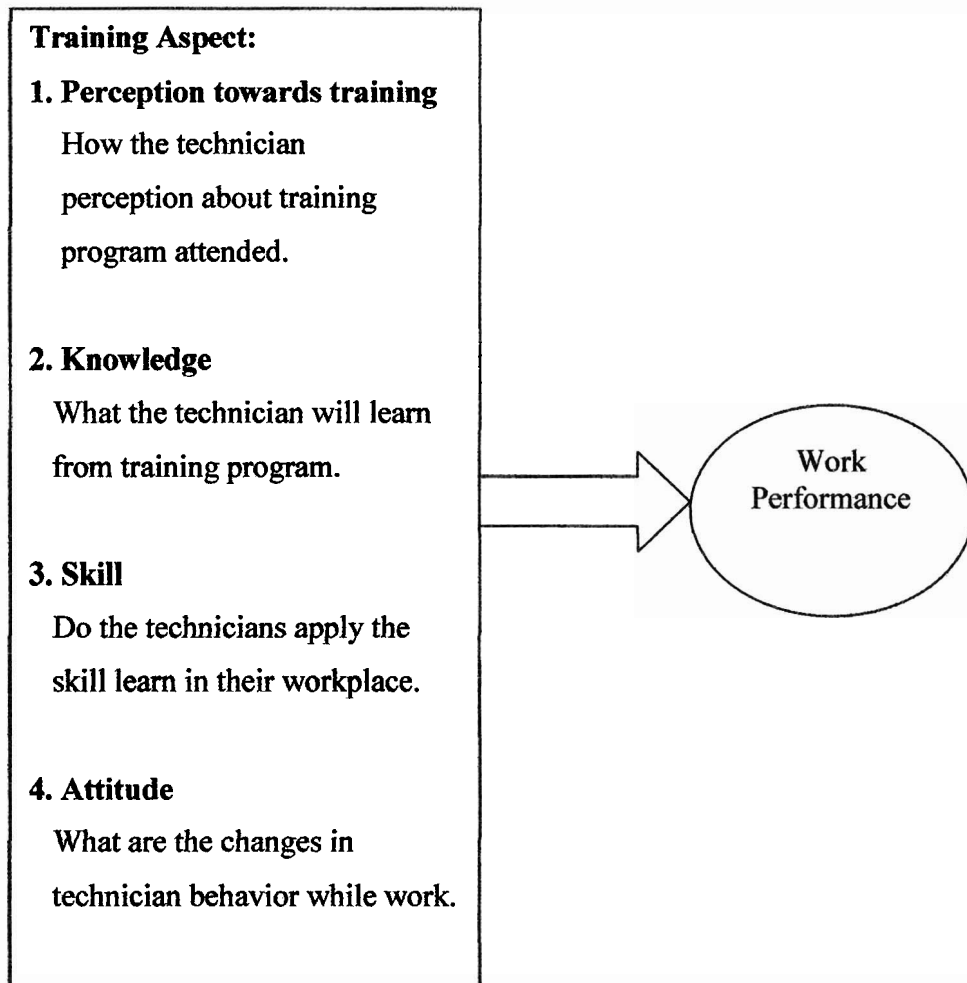 Training Aspect:
1. Perception towards training
How the technician
perception about training
program attended.
2. Knowledge
What the technician will learn
from training program.
3. Skill
Do the technicians apply the
skill learn in their workplace.
4. Attitude
What are the changes in
technician behavior while work.
Work
Performance